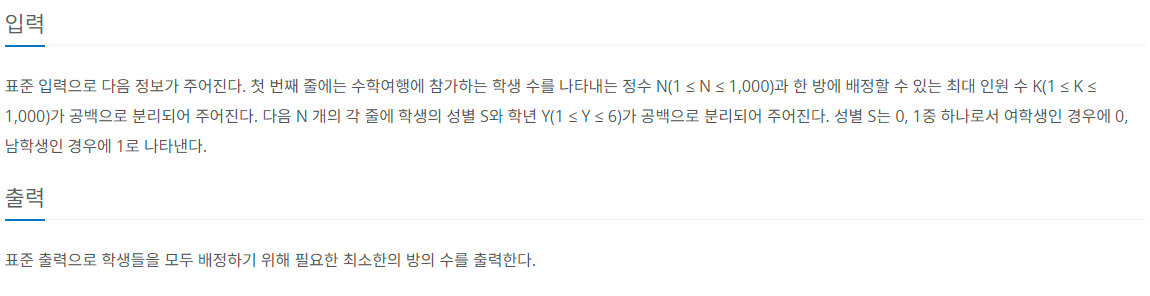 입력
표준 입력으로 다음 정보가 주어진다. 첫 번째 줄에는 수학여행에 참가하는 학생 수를 나타내는 정수 N(1 ≤ N ≤ 1,000)과 한 방에 배정할 수 있는 최대 인원 수 K(1 ≤ K ≤
1,000)가 공백으로 분리되어 주어진다. 다음 N 개의 각 줄에 학생의 성별 S와 학년 Y(1 ≤ Y ≤ 6)가 공백으로 분리되어 주어진다. 성별 S는 0, 1중 하나로서 여학생인 경우에 0,
남학생인 경우에 1로 나타낸다.
출력
표준 출력으로 학생들을 모두 배정하기 위해 필요한 최소한의 방의 수를 출력한다.